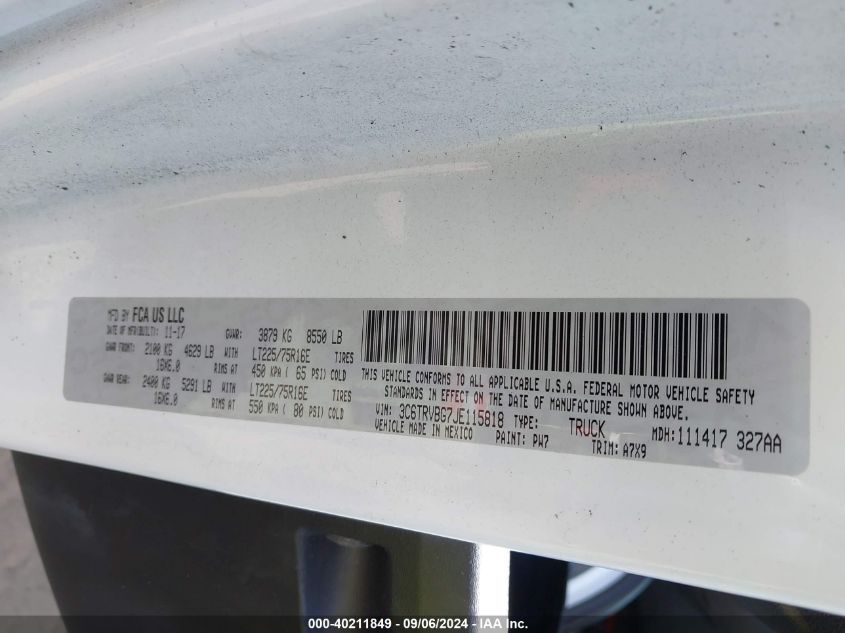 MFD BY FCA US LLC
DATE OF MFR(BUILT): 11-17 GVWR: 3879 KG 8550 LB
GAWR FRONT: 2100 KG 4629 LB WITH LT225/75R16E TIRES
16X6.0 RIMS AT 450 KPA ( 65 PSI) COLD
GAWR REAR: 2400 KG 5291 LB WITH LT225/75R16E TIRES
16X6.0 RIMS AT 550 KPA ( 80 PSI) COLD
THIS VEHICLE CONFORMS TO ALL APPLICABLE U.S.A. FEDERAL MOTOR VEHICLE SAFETY
STANDARDS IN EFFECT ON THE DATE OF MANUFACTURE SHOWN ABOVE.
VIN: 3C6TRVBG7JE115818 TYPE: TRUCK MDH: 111417 327AA
VEHICLE MADE IN MEXICO PAINT: PW7 TRIM: A7X9
000-40211849 - 09/06/2024 - IAA Inc.